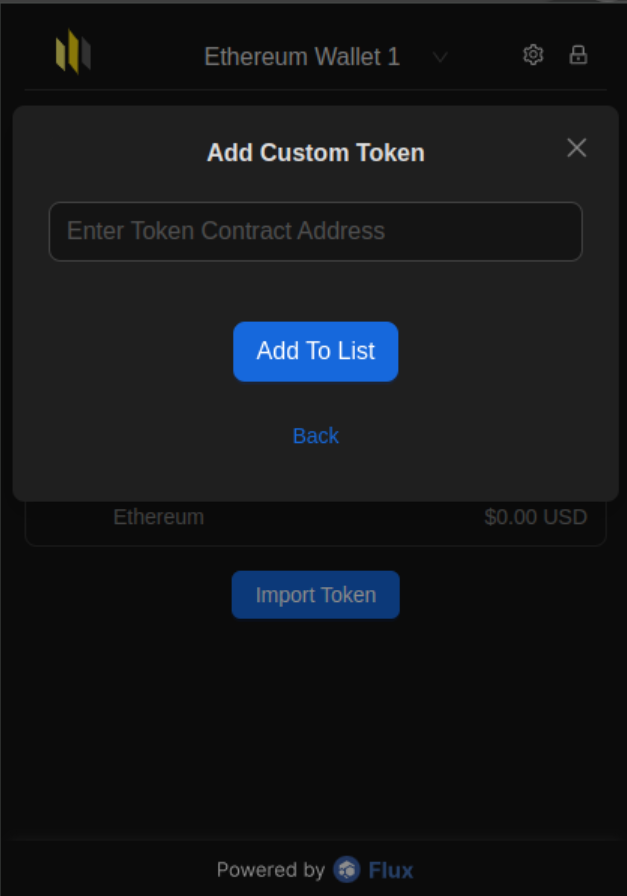 Ethereum Wallet 1
Add Custom Token
Enter Token Contract Address
Add To List
Back
Ethereum $0.00 USD
Import Token
Powered by Flux